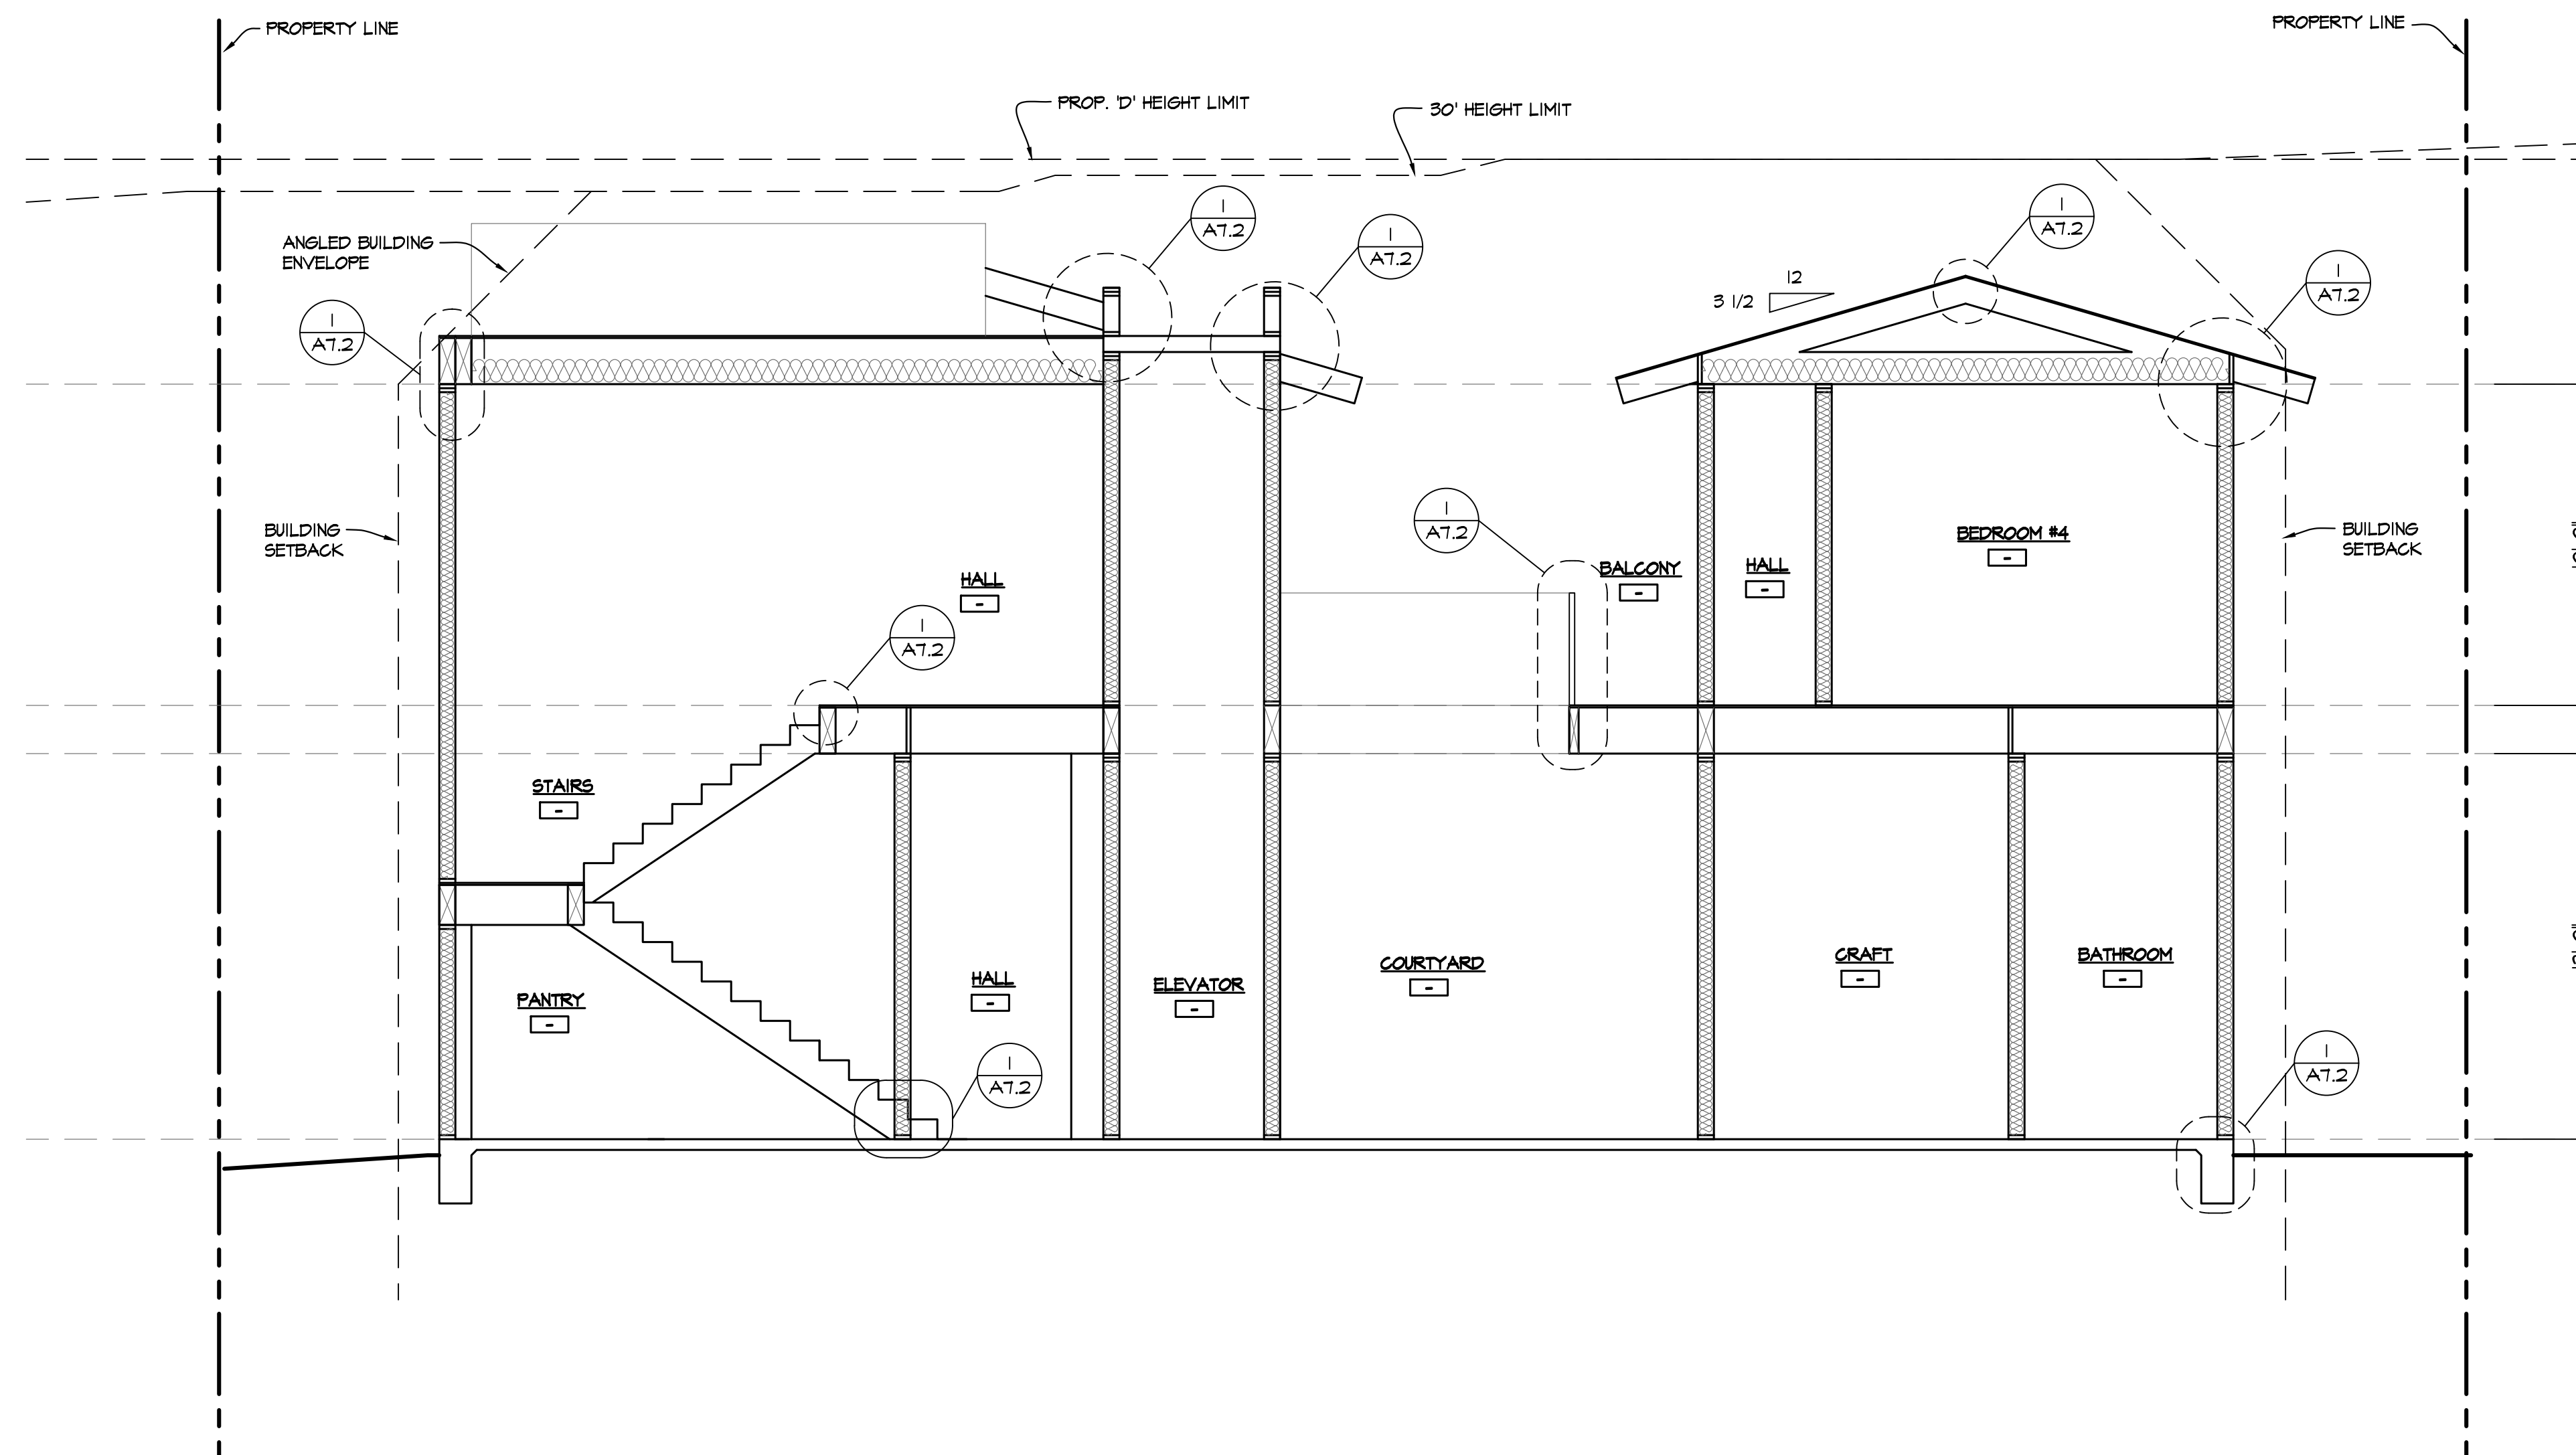 PROPERTY LINE
PROPERTY LINE
PROP. 'D' HEIGHT LIMIT
30' HEIGHT LIMIT
ANGLED BUILDING
ENVELOPE
1
A7.2
1
A7.2
1
A7.2
1
A7.2
1
A7.2
12
3 1/2
BUILDING
SETBACK
1
A7.2
BEDROOM #4
-
BUILDING
SETBACK
HALL
-
BALCONY
-
HALL
-
1
A7.2
STAIRS
-
PANTRY
-
HALL
-
ELEVATOR
-
COURTYARD
-
CRAFT
-
BATHROOM
-
1
A7.2
1
A7.2